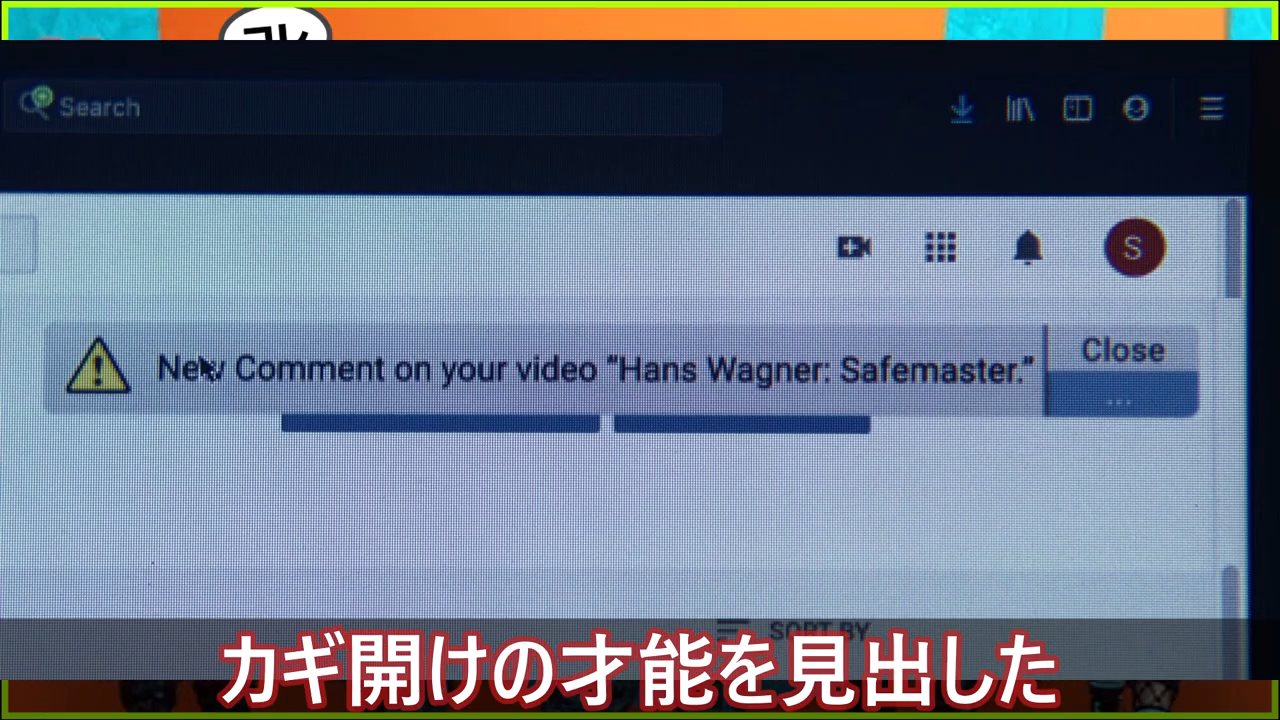 Search
S
New Comment on your video "Hans Wagner: Safemaster."
Close
...
SORT BY
カギ開けの才能を見出した